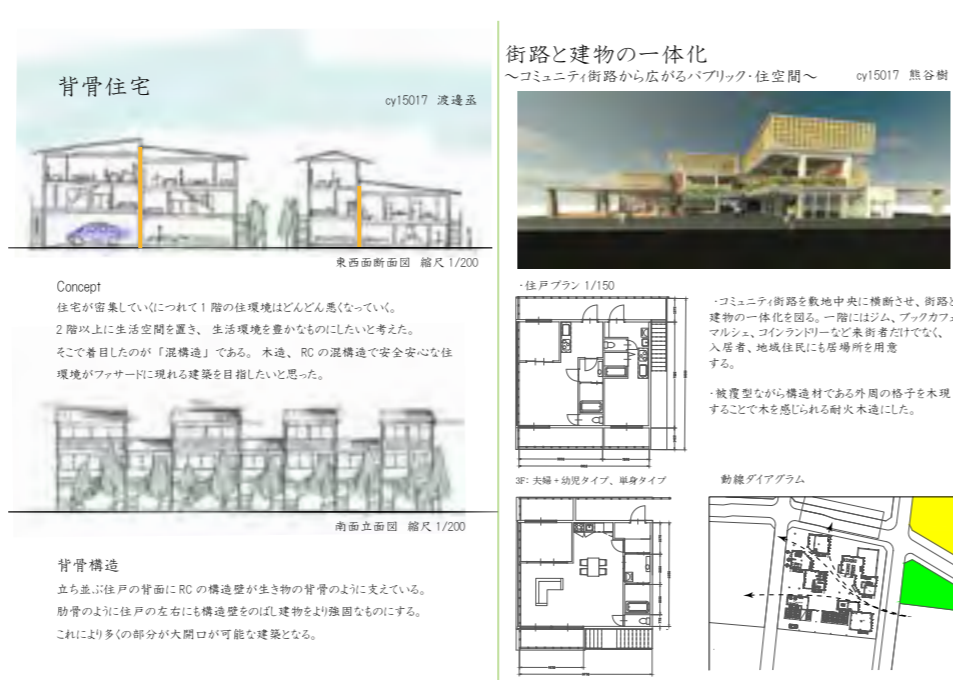 背骨住宅
cy15017 渡邊丞
東西面断面図 縮尺1/200
Concept
住宅が密集していくにつれて1階の住環境はどんどん悪くなっていく。
2階以上に生活空間を置き、生活環境を豊かなものにしたいと考えた。
そこで着目したのが「混構造」である。木造、RCの混構造で安全安心な住
環境がファサードに現れる建築を目指したいと思った。
南面立面図 縮尺1/200
背骨構造
立ち並ぶ住戸の背面にRCの構造壁が生き物の背骨のように支えている。
肋骨のように住戸の左右にも構造壁をのばし建物をより強固なものにする。
これにより多くの部分が大開口が可能な建築となる。
街路と建物の一体化
～コミュニティ街路から広がるパブリック・住空間～
cy15017 熊谷樹
・住戸プラン 1/150
・コミュニティ街路を敷地中央に横断させ、街路と
建物の一体化を図る。一階にはジム、ブックカフェ
マルシェ、コインランドリーなど来街者だけでなく、
入居者、地域住民にも居場所を用意
する。
・被覆型ながら構造材である外周の格子を木現
することで木を感じられる耐火木造にした。
3F: 夫婦+幼児タイプ、単身タイプ
動線ダイアグラム